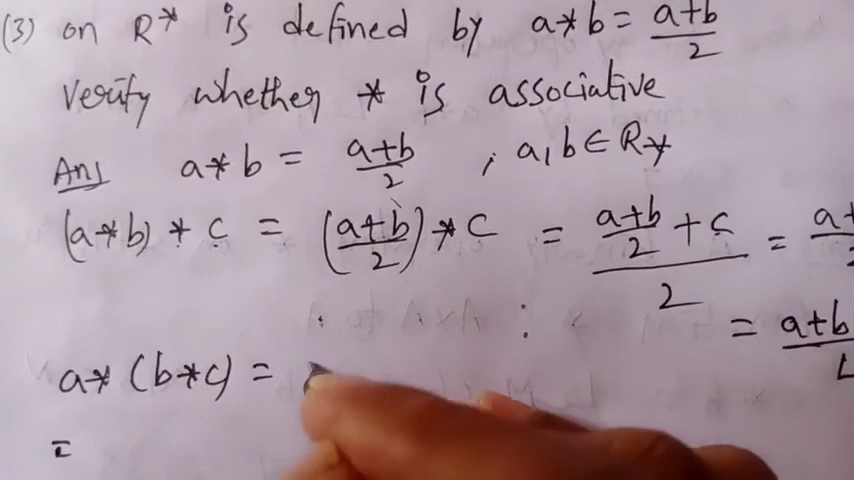 (3) on R* is defined by a*b = a+b/2
Verify whether * is associative
Ans a*b = a+b/2 , a,b ∈ R*
(a*b) * c = (a+b/2) * c = a+b/2 + c / 2 =
= a+b
a* (b*c) =
=